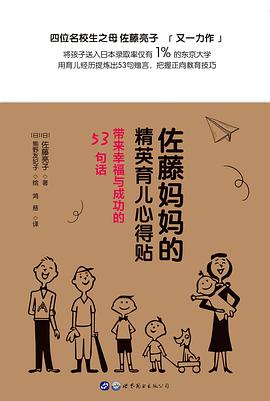 四位名校生之母 佐藤亮子 「 又一力作 」
将孩子送入日本录取率仅有 1% 的东京大学
用育儿经历提炼出53句赠言,把握正向教育技巧
佐藤妈妈的
精英育儿心得贴
带来幸福与成功的
53 句话
[日]佐藤亮子 ◇ 著
[日]熊野友纪子 ◇ 绘 鸿慈 ◇ 译
世界图书出版公司